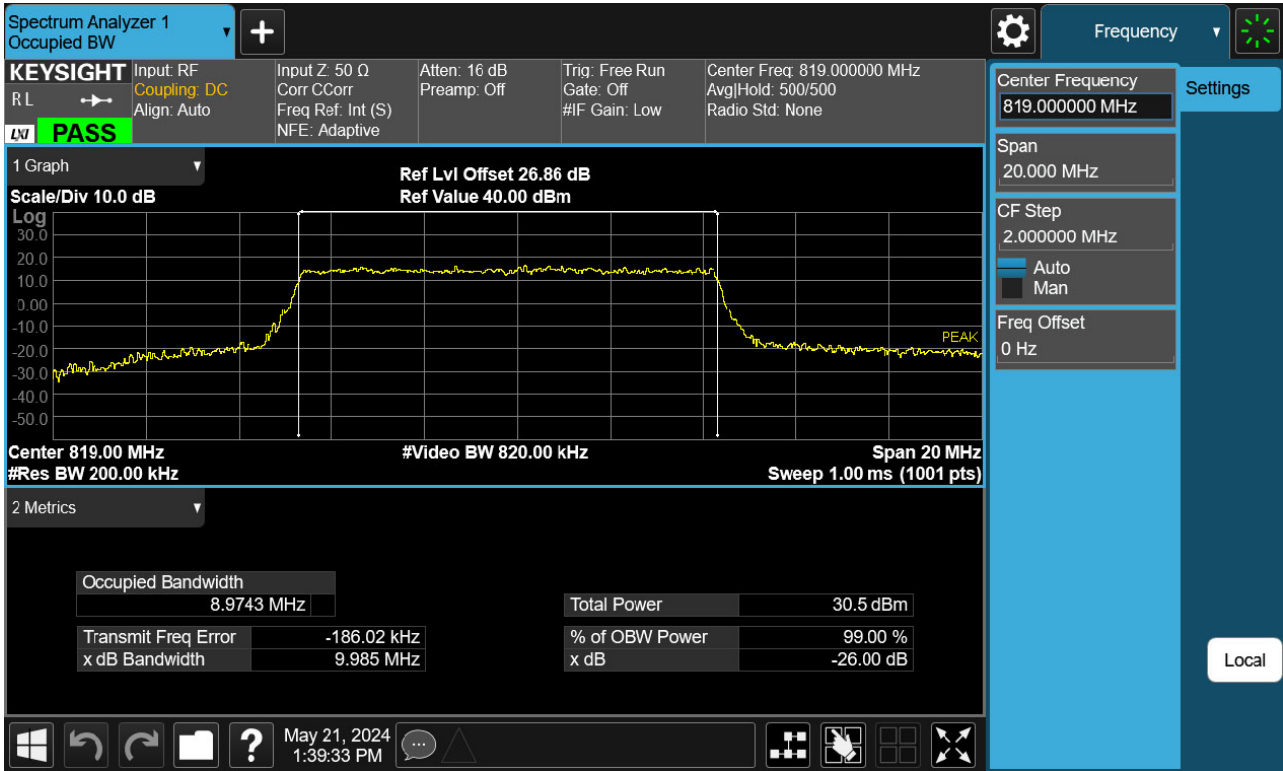 Spectrum Analyzer 1
Occupied BW
Frequency
KEYSIGHT
R L
LXI
PASS
Input: RF
Coupling: DC
Align: Auto
Input Z: 50 Ω
Corr CCorr
Freq Ref: Int (S)
NFE: Adaptive
Atten: 16 dB
Preamp: Off
Trig: Free Run
Gate: Off
#IF Gain: Low
Center Freq: 819.000000 MHz
Avg|Hold: 500/500
Radio Std: None
Center Frequency
819.000000 MHz
Settings
Span
20.000 MHz
CF Step
2.000000 MHz
Auto
Man
Freq Offset
0 Hz
Local
1 Graph
Scale/Div 10.0 dB
Ref Lvl Offset 26.86 dB
Ref Value 40.00 dBm
Log
30.0
20.0
10.0
0.00
-10.0
-20.0
-30.0
-40.0
-50.0
PEAK
Center 819.00 MHz
#Video BW 820.00 kHz
Span 20 MHz
#Res BW 200.00 kHz
Sweep 1.00 ms (1001 pts)
2 Metrics
Occupied Bandwidth
8.9743 MHz
Total Power 30.5 dBm
Transmit Freq Error -186.02 kHz
% of OBW Power 99.00 %
x dB Bandwidth 9.985 MHz
x dB -26.00 dB
?
May 21, 2024
1:39:33 PM